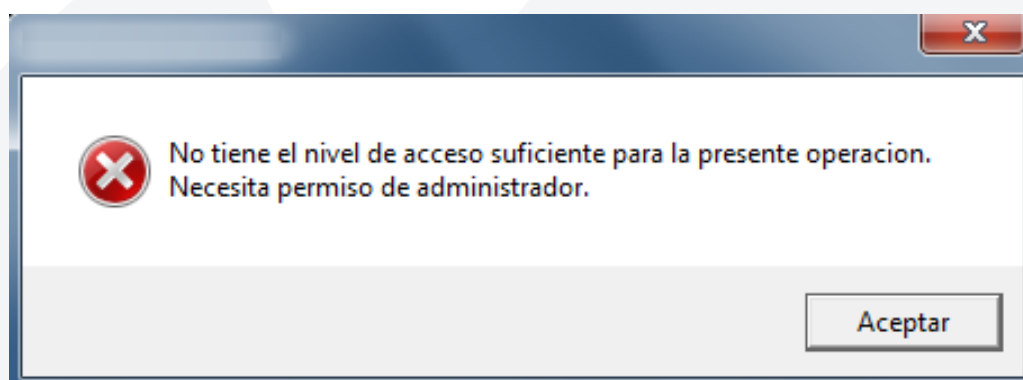 No tiene el nivel de acceso suficiente para la presente operacion.
Necesita permiso de administrador.
Aceptar